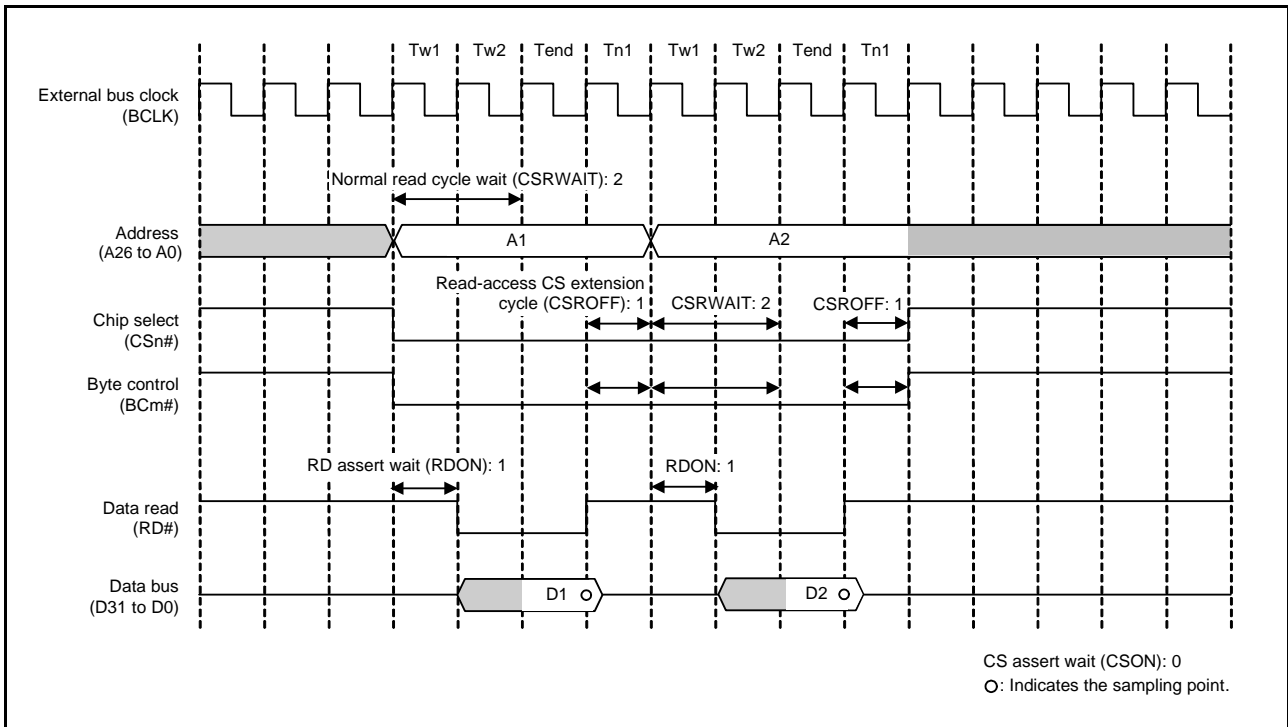 Tw1 Tw2 Tend Tn1 Tw1 Tw2 Tend Tn1
External bus clock
(BCLK)
Normal read cycle wait (CSRWAIT): 2
Address
(A26 to A0)
A1 A2
Read-access CS extension
cycle (CSROFF): 1
CSRWAIT: 2
CSROFF: 1
Chip select
(CSn#)
Byte control
(BCm#)
RD assert wait (RDON): 1
RDON: 1
Data read
(RD#)
Data bus
(D31 to D0)
D1 D2
CS assert wait (CSON): 0
O: Indicates the sampling point.